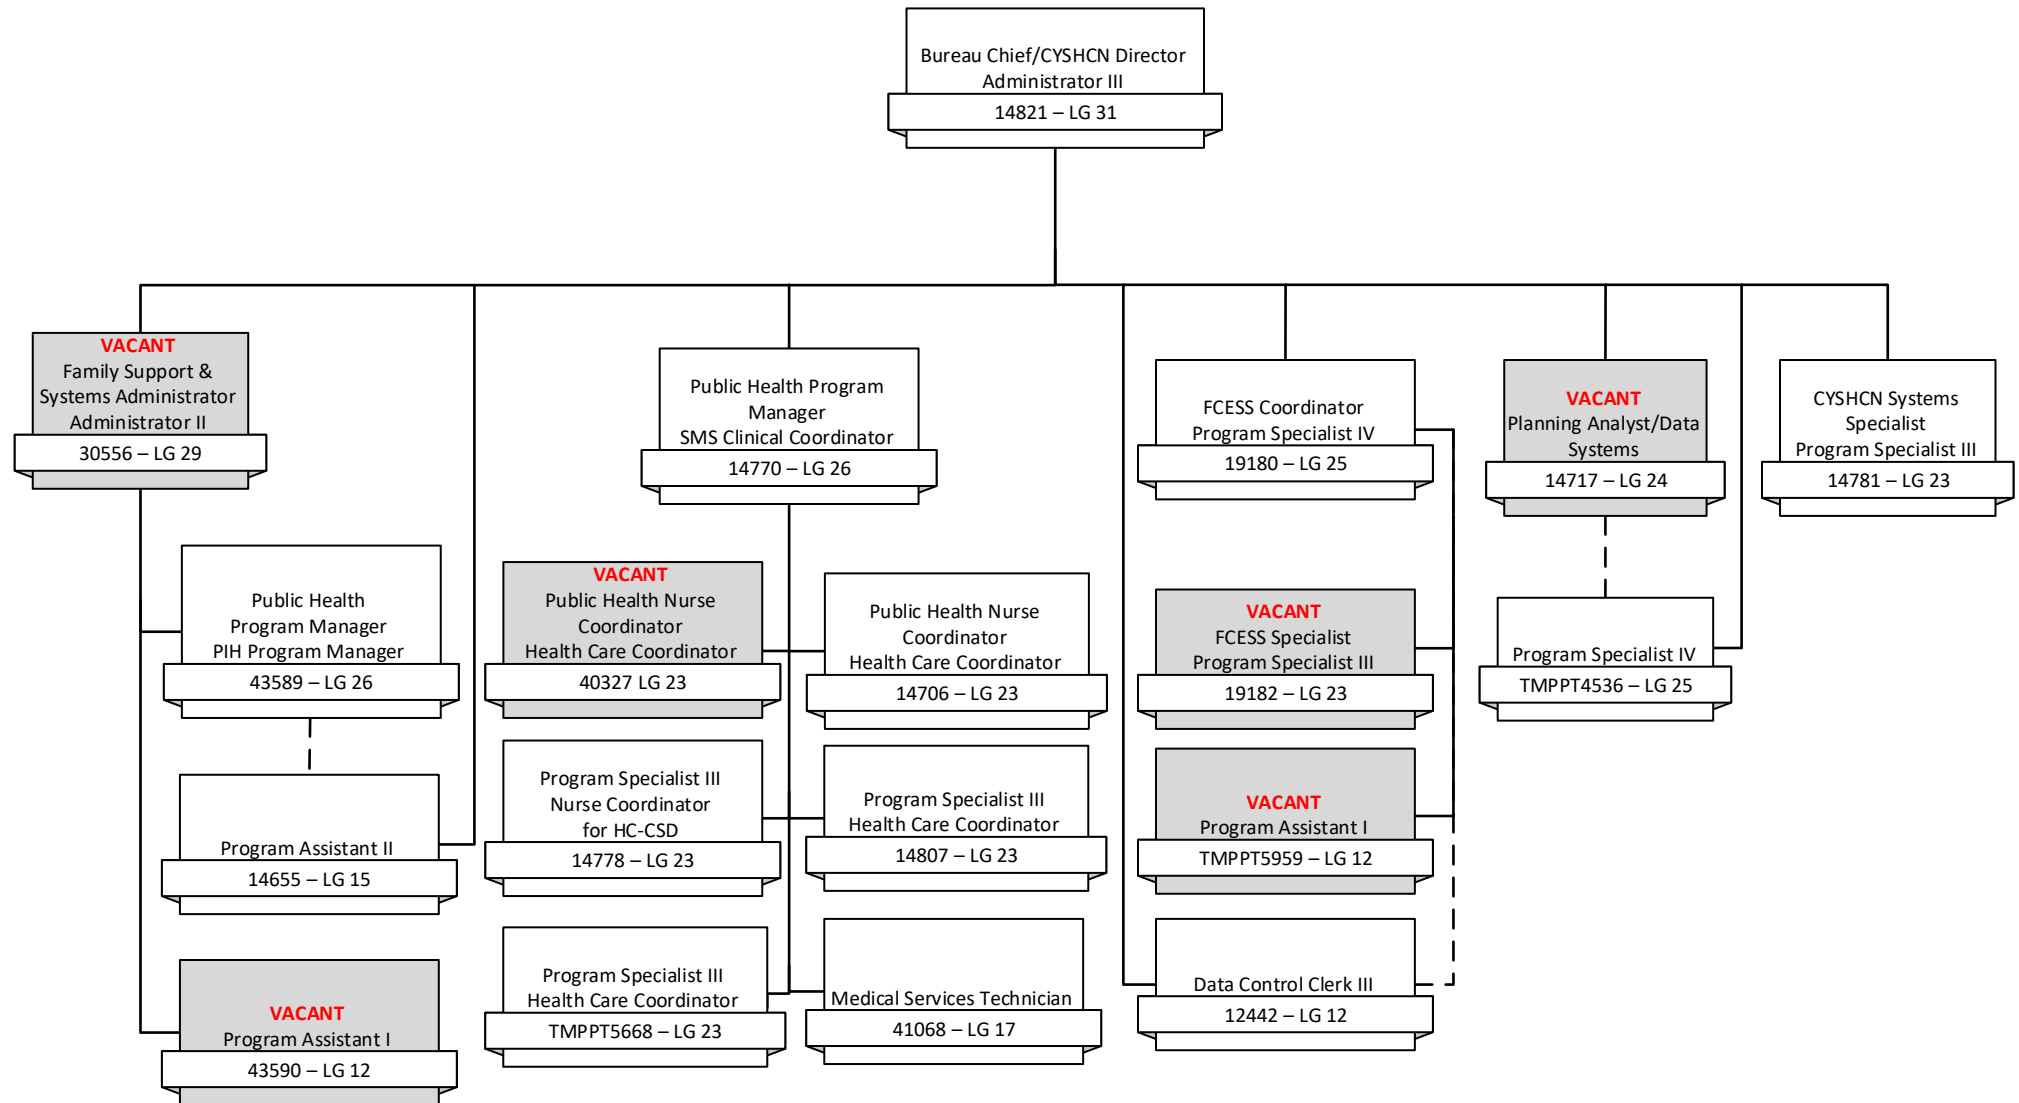 Bureau Chief/CYSHCN Director
Administrator III
14821 – LG 31
VACANT
Family Support &
Systems Administrator
Administrator II
30556 – LG 29
Public Health Program
Manager
SMS Clinical Coordinator
14770 – LG 26
FCESS Coordinator
Program Specialist IV
19180 – LG 25
VACANT
Planning Analyst/Data
Systems
14717 – LG 24
CYSHCN Systems
Specialist
Program Specialist III
14781 – LG 23
Public Health
Program Manager
PIH Program Manager
43589 – LG 26
VACANT
Public Health Nurse
Coordinator
Health Care Coordinator
40327 LG 23
Public Health Nurse
Coordinator
Health Care Coordinator
14706 – LG 23
VACANT
FCESS Specialist
Program Specialist III
19182 – LG 23
Program Specialist IV
TMPPT4536 – LG 25
Program Assistant II
14655 – LG 15
Program Specialist III
Nurse Coordinator
for HC-CSD
14778 – LG 23
Program Specialist III
Health Care Coordinator
14807 – LG 23
VACANT
Program Assistant I
TMPPT5959 – LG 12
VACANT
Program Assistant I
43590 – LG 12
Program Specialist III
Health Care Coordinator
TMPPT5668 – LG 23
Medical Services Technician
41068 – LG 17
Data Control Clerk III
12442 – LG 12